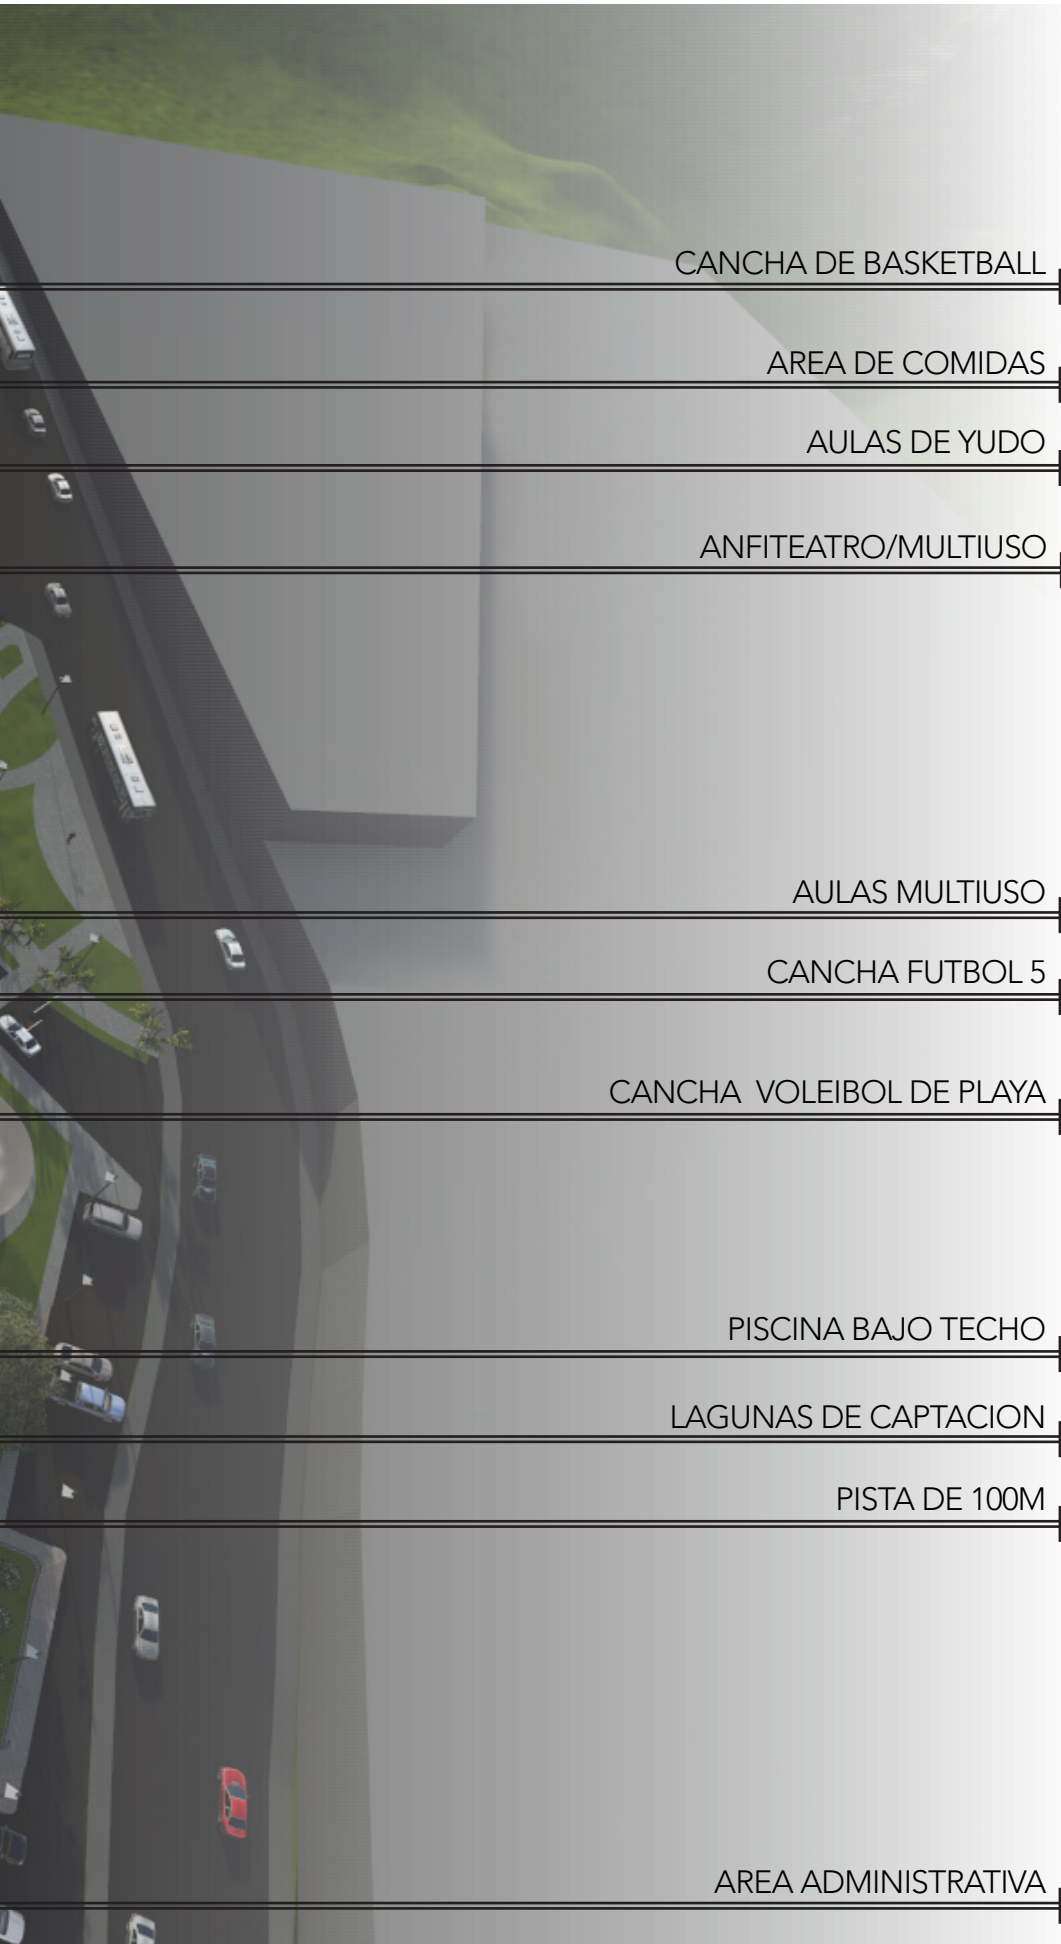 CANCHA DE BASKETBALL
AREA DE COMIDAS
AULAS DE YUDO
ANFITEATRO/MULTIUSO
AULAS MULTIUSO
CANCHA FUTBOL 5
CANCHA VOLEIBOL DE PLAYA
PISCINA BAJO TECHO
LAGUNAS DE CAPTACION
PISTA DE 100M
AREA ADMINISTRATIVA